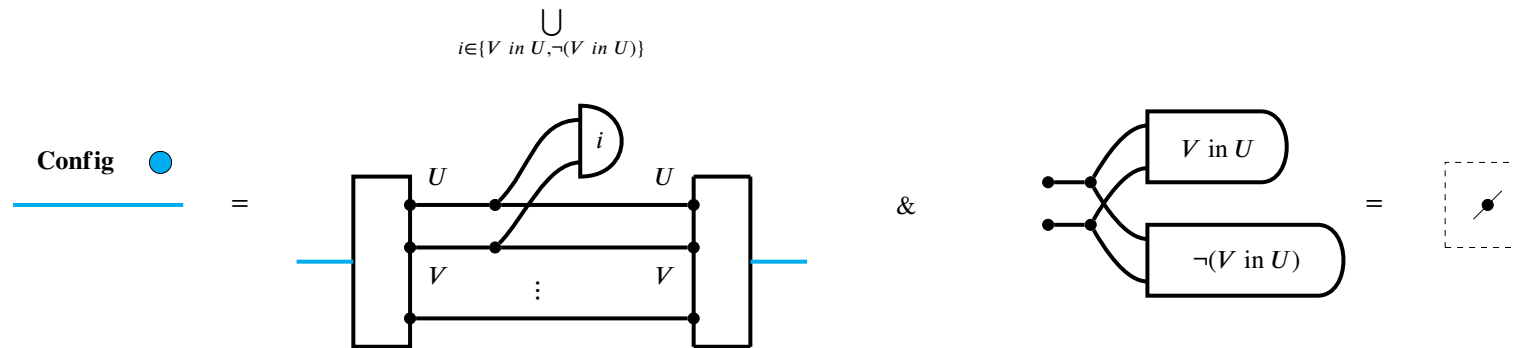 ⋃
i∈{V in U,¬(V in U)}
Config
=
i
U U
V V
⋮
&
V in U
¬(V in U)
=